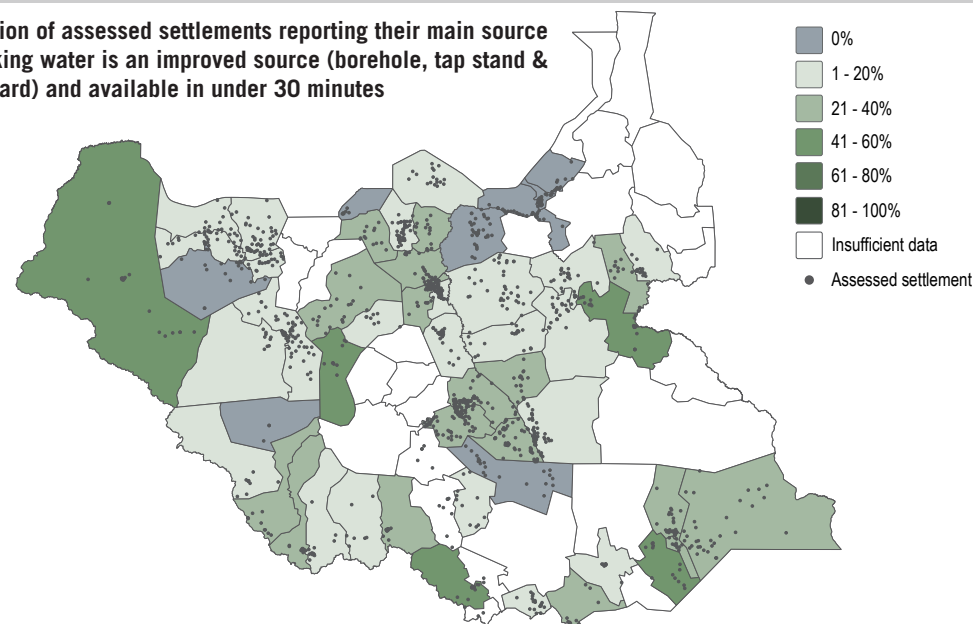 ion of assessed settlements reporting their main source
king water is an improved source (borehole, tap stand &
ard) and available in under 30 minutes
0%
1 - 20%
21 - 40%
41 - 60%
61 - 80%
81 - 100%
Insufficient data
Assessed settlement